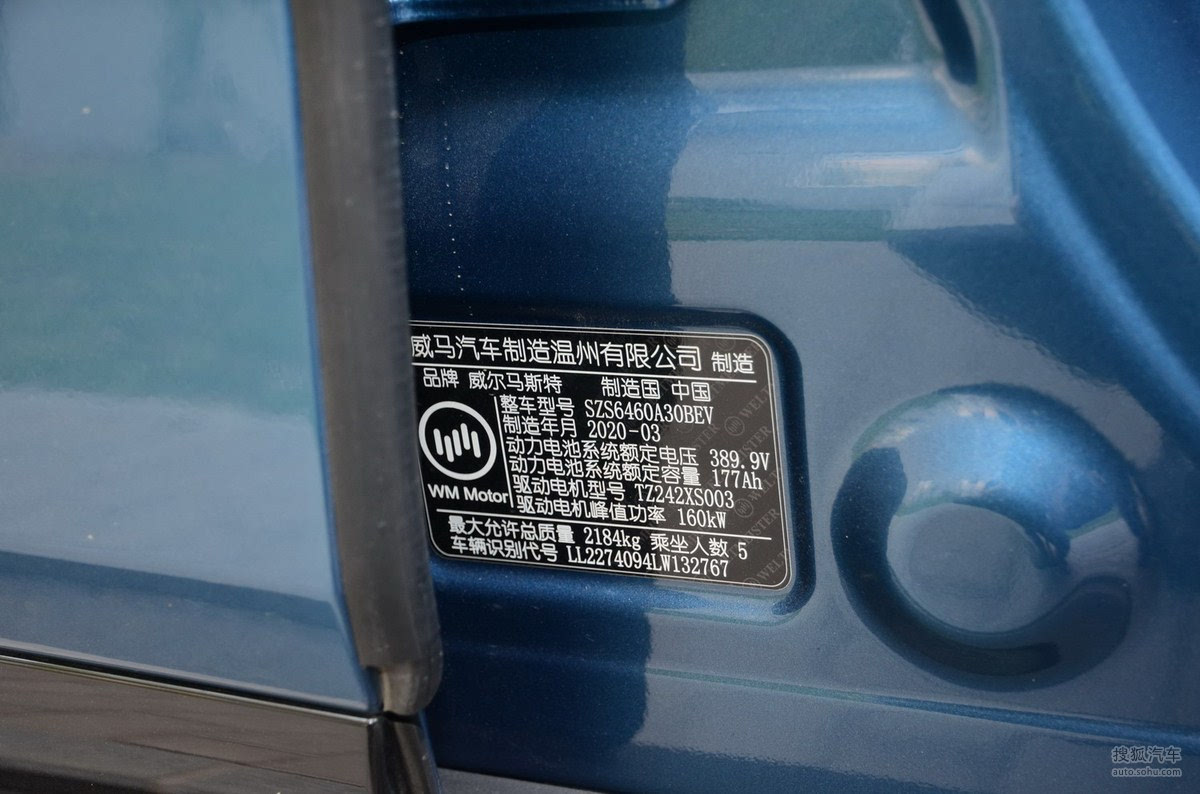 威马汽车制造温州有限公司 制造
品牌 威尔马斯特 制造国 中国
整车型号 SZS6460A30BEV
制造年月 2020-03
动力电池系统额定电压 389.9V
动力电池系统额定容量 177Ah
驱动电机型号 TZ242XS003
驱动电机峰值功率 160kW
WM Motor
最大允许总质量 2184kg 乘坐人数 5
车辆识别代号 LL2274094LW132767
搜狐汽车
auto.sohu.com